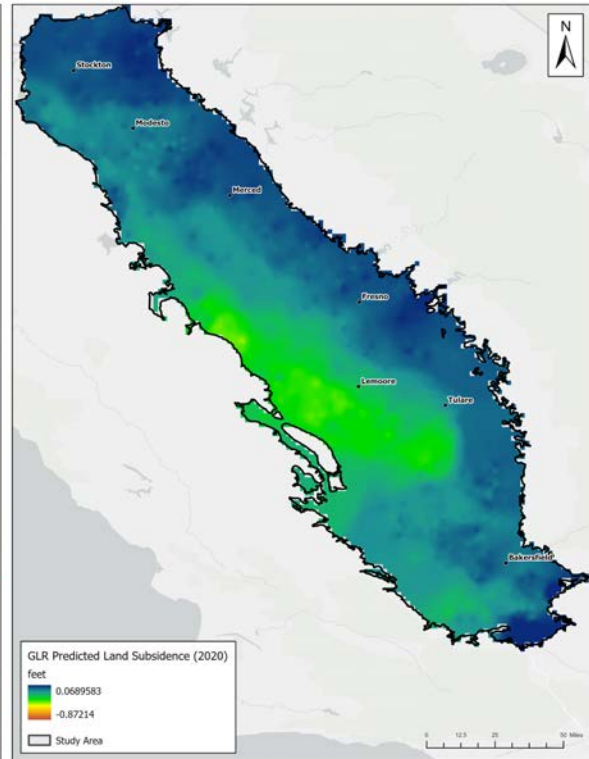 N
Stockton
Modesto
Merced
Fresno
Lemoore
Tulare
Bakersfield
GLR Predicted Land Subsidence (2020)
feet
0.0689583
-0.87214
Study Area
0 12.5 25 50 Miles